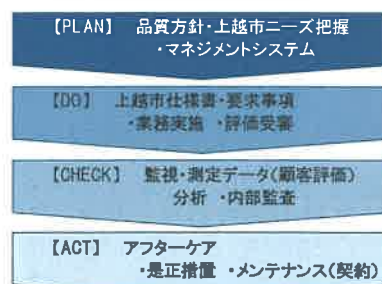 【PLAN】 品質方針・上越市ニーズ把握
・マネジメントシステム
【DO】 上越市仕様書・要求事項
・業務実施 ・評価受審
【CHECK】 監視・測定データ(顧客評価)
分析 ・内部監査
【ACT】 アフターケア
・是正措置 ・メンテナンス(契約)